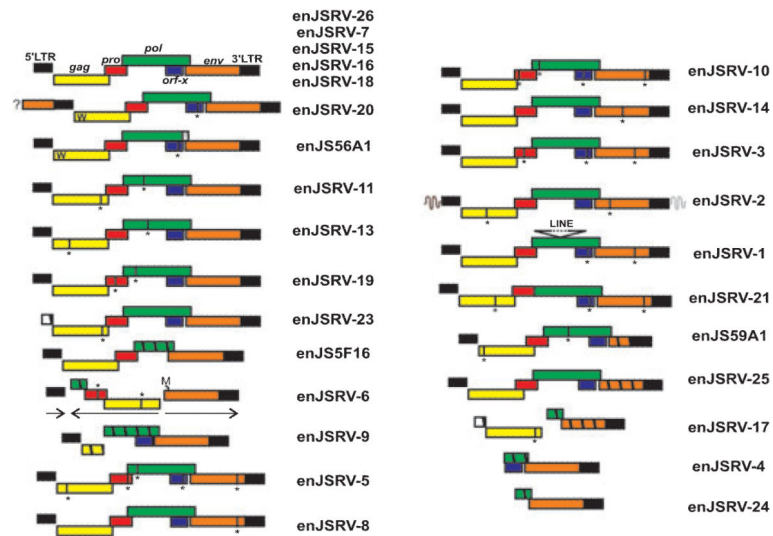 enJSRV-26
enJSRV-7
enJSRV-15
enJSRV-16
enJSRV-18
5'LTR gag pro pol orf-x env 3'LTR
? W * enJSRV-20
W * enJS56A1
* enJSRV-11
* * enJSRV-13
* * enJSRV-19
* enJSRV-23
enJS5F16
* * M enJSRV-6
enJSRV-9
* * * * * enJSRV-5
* enJSRV-8
* * * * enJSRV-10
* enJSRV-14
* * * enJSRV-3
* * enJSRV-2
LINE
* * enJSRV-1
* * * enJSRV-21
* * enJS59A1
enJSRV-25
* enJSRV-17
enJSRV-4
enJSRV-24